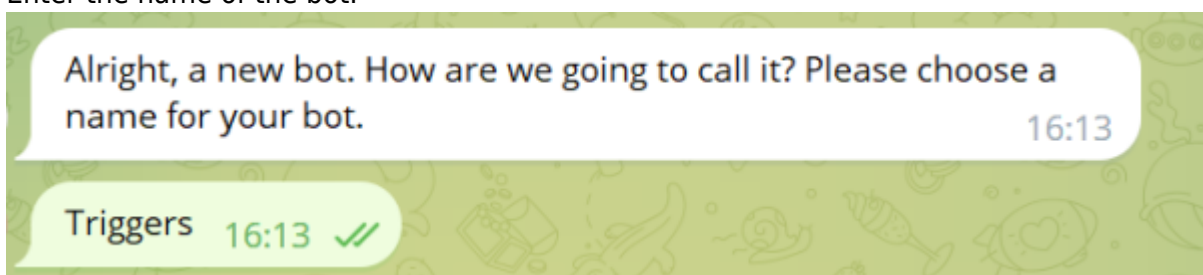 Enter the name of the bot:
Alright, a new bot. How are we going to call it? Please choose a
name for your bot.
16:13
Triggers 16:13